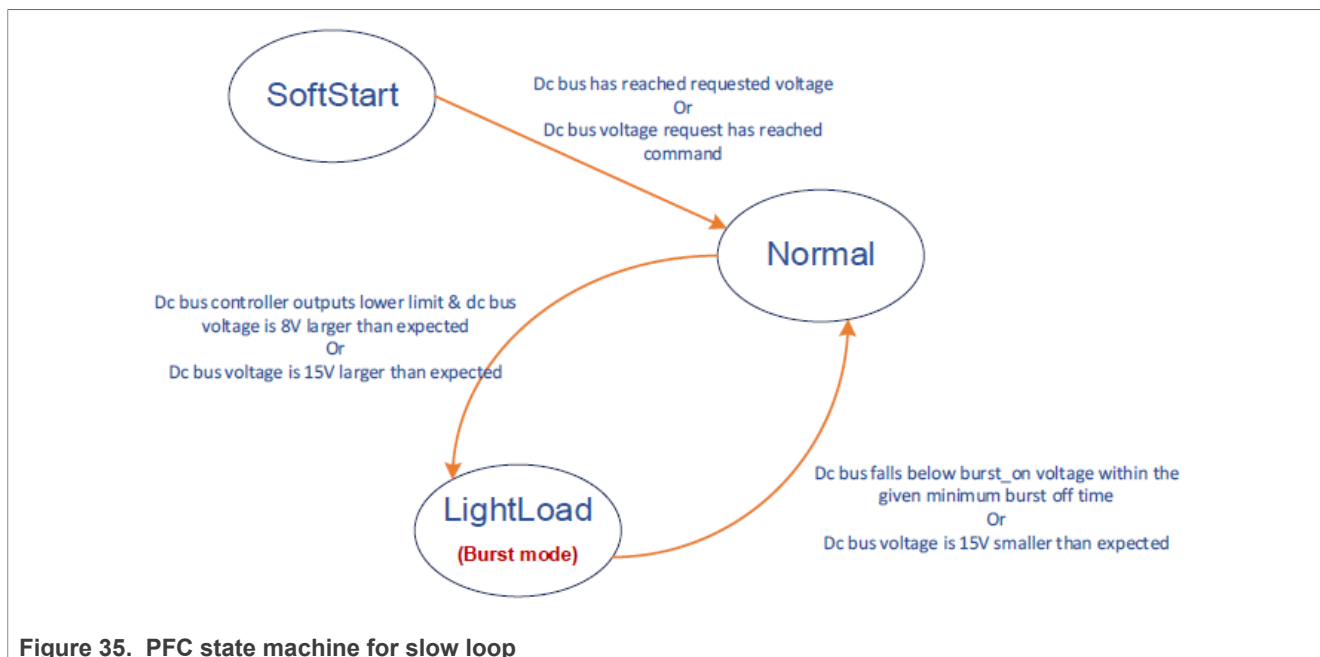 SoftStart
Dc bus has reached requested voltage
Or
Dc bus voltage request has reached
command
Normal
Dc bus controller outputs lower limit & dc bus
voltage is 8V larger than expected
Or
Dc bus voltage is 15V larger than expected
LightLoad
(Burst mode)
Dc bus falls below burst_on voltage within the
given minimum burst off time
Or
Dc bus voltage is 15V smaller than expected
Figure 35. PFC state machine for slow loop